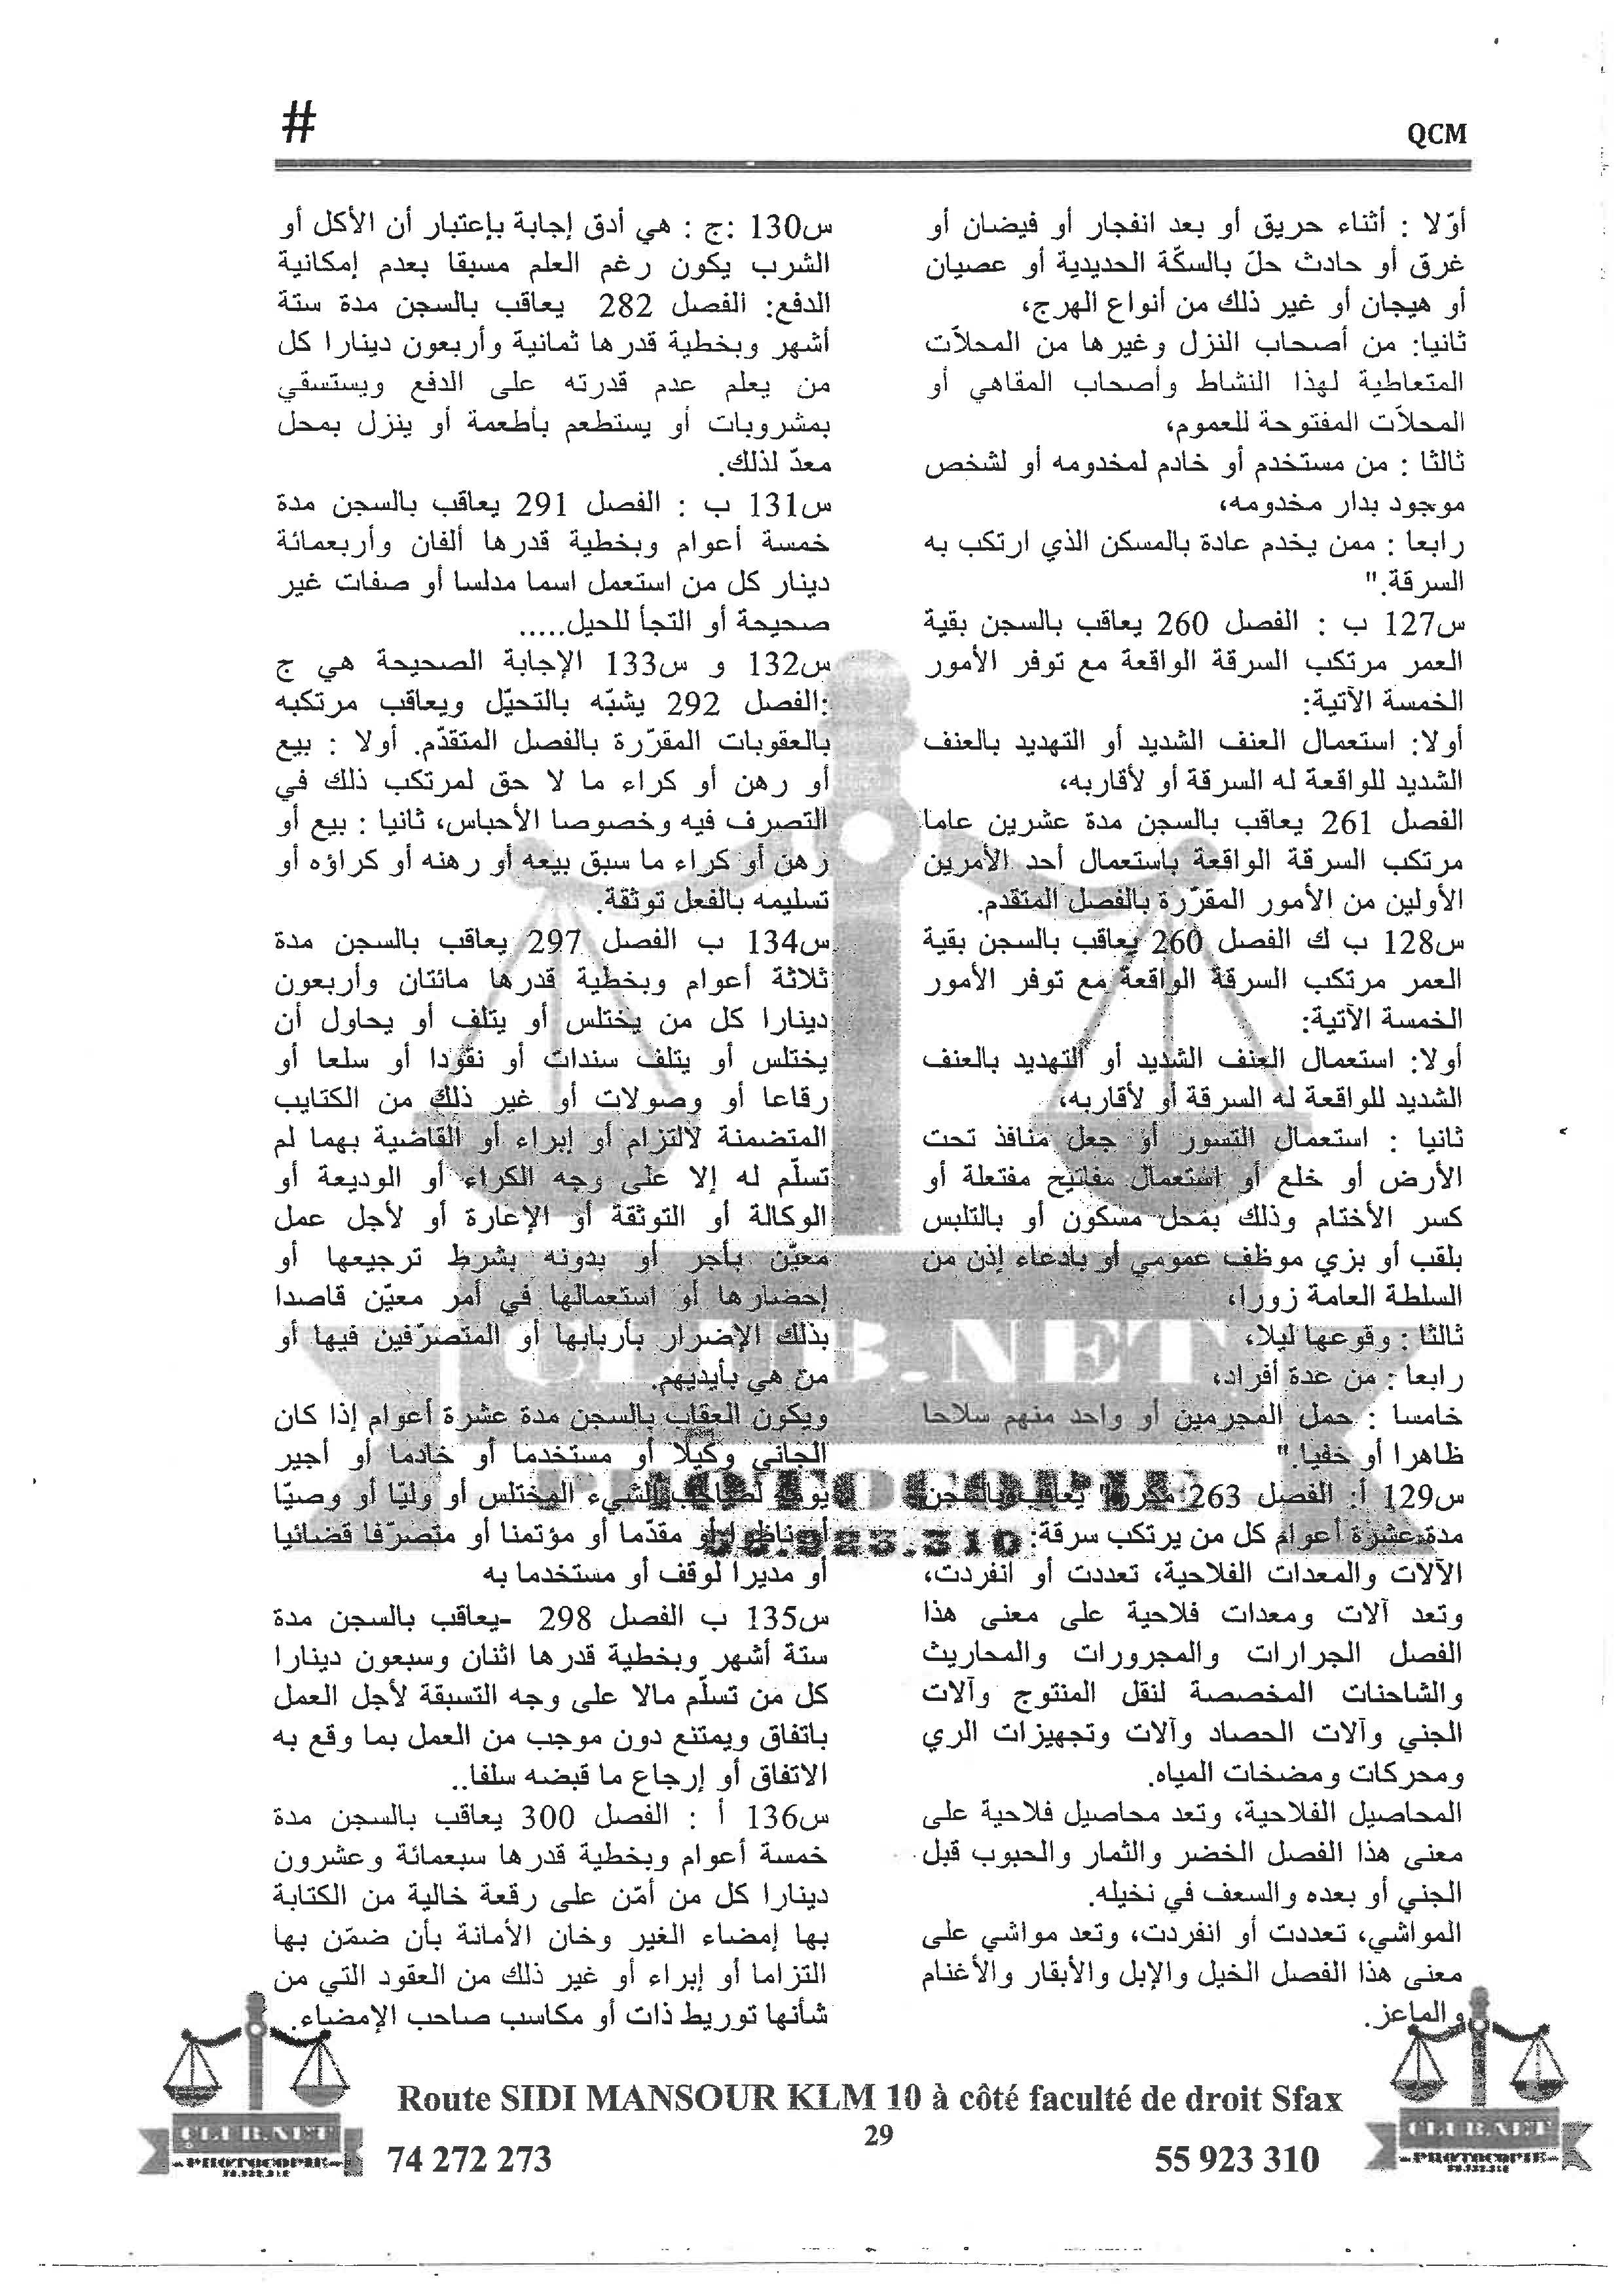 #
QCM
أوّلا : أثناء حريق أو بعد انفجار أو فيضان أو
غرق أو حادث حلّ بالسكّة الحديدية أو عصيان
أو هيجان أو غير ذلك من أنواع الهرج،
ثانيا: من أصحاب النزل وغيرها من المحلاّت
المتعاطية لهذا النشاط وأصحاب المقاهي أو
المحلاّت المفتوحة للعموم،
ثالثا : من مستخدم أو خادم لمخدومه أو لشخص
موجود بدار مخدومه،
رابعا : ممن يخدم عادة بالمسكن الذي ارتكب به
السرقة."
س127 ب : الفصل 260 يعاقب بالسجن بقية
العمر مرتكب السرقة الواقعة مع توفر الأمور
الخمسة الآتية:
أولا: استعمال العنف الشديد أو التهديد بالعنف
الشديد للواقعة له السرقة أو لأقاربه،
الفصل 261 يعاقب بالسجن مدة عشرين عاما
مرتكب السرقة الواقعة باستعمال أحد الأمرين
الأولين من الأمور المقرّرة بالفصل المتقدم.
س128 ب ك الفصل 260 يعاقب بالسجن بقية
العمر مرتكب السرقة الواقعة مع توفر الأمور
الخمسة الآتية:
أولا: استعمال العنف الشديد أو التهديد بالعنف
الشديد للواقعة له السرقة أو لأقاربه،
ثانيا : استعمال التسور أو جعل منافذ تحت
الأرض أو خلع أو استعمال مفاتيح مفتعلة أو
كسر الأختام وذلك بمحل مسكون أو بالتلبس
بلقب أو بزي موظف عمومي أو بادعاء إذن من
السلطة العامة زورا،
ثالثا : وقوعها ليلا،
رابعا : من عدة أفراد،
خامسا : حمل المجرمين أو واحد منهم سلاحا
ظاهرا أو خفيا."
س129 أ: الفصل 263 مكرر" يعاقب بالسجن
مدة عشرة أعوام كل من يرتكب سرقة:
الآلات والمعدات الفلاحية، تعددت أو انفردت،
وتعد آلات ومعدات فلاحية على معنى هذا
الفصل الجرارات والمجرورات والمحاريث
والشاحنات المخصصة لنقل المنتوج وآلات
الجني وآلات الحصاد وآلات وتجهيزات الري
ومحركات ومضخات المياه.
المحاصيل الفلاحية، وتعد محاصيل فلاحية على
معنى هذا الفصل الخضر والثمار والحبوب قبل
الجني أو بعده والسعف في نخيله.
المواشي، تعددت أو انفردت، وتعد مواشي على
معنى هذا الفصل الخيل والإبل والأبقار والأغنام
والماعز.
س130 :ج : هي أدق إجابة بإعتبار أن الأكل أو
الشرب يكون رغم العلم مسبقا بعدم إمكانية
الدفع: الفصل 282 يعاقب بالسجن مدة ستة
أشهر وبخطية قدرها ثمانية وأربعون دينارا كل
من يعلم عدم قدرته على الدفع ويستسقي
بمشروبات أو يستطعم بأطعمة أو ينزل بمحل
معدّ لذلك.
س131 ب : الفصل 291 يعاقب بالسجن مدة
خمسة أعوام وبخطية قدرها ألفان وأربعمائة
دينار كل من استعمل اسما مدلسا أو صفات غير
صحيحة أو التجأ للحيل.....
س132 و س133 الإجابة الصحيحة هي ج
:الفصل 292 يشبّه بالتحيّل ويعاقب مرتكبه
بالعقوبات المقرّرة بالفصل المتقدّم. أولا : بيع
أو رهن أو كراء ما لا حق لمرتكب ذلك في
التصرف فيه وخصوصا الأحباس، ثانيا : بيع أو
رهن أو كراء ما سبق بيعه أو رهنه أو كراؤه أو
تسليمه بالفعل توثقة.
س134 ب الفصل 297 يعاقب بالسجن مدة
ثلاثة أعوام وبخطية قدرها مائتان وأربعون
دينارا كل من يختلس أو يتلف أو يحاول أن
يختلس أو يتلف سندات أو نقودا أو سلعا أو
رقاعا أو وصولات أو غير ذلك من الكتايب
المتضمنة لالتزام أو إبراء أو القاضية بهما لم
تسلّم له إلا على وجه الكراء أو الوديعة أو
الوكالة أو التوثقة أو الإعارة أو لأجل عمل
معيّن بأجر أو بدونه بشرط ترجيعها أو
إحضارها أو استعمالها في أمر معيّن قاصدا
بذلك الإضرار بأربابها أو المتصرّفين فيها أو
من هي بأيديهم.
ويكون العقاب بالسجن مدة عشرة أعوام إذا كان
الجاني وكيلا أو مستخدما أو خادما أو أجير
الشيء المختلس أو وليّا أو وصيّا
مقدّما أو مؤتمنا أو متصرّفا قضائيا
أو مديرا لوقف أو مستخدما به
س135 ب الفصل 298 -يعاقب بالسجن مدة
ستة أشهر وبخطية قدرها اثنان وسبعون دينارا
كل من تسلّم مالا على وجه التسبقة لأجل العمل
باتفاق ويمتنع دون موجب من العمل بما وقع به
الاتفاق أو إرجاع ما قبضه سلفا..
س136 أ : الفصل 300 يعاقب بالسجن مدة
خمسة أعوام وبخطية قدرها سبعمائة وعشرون
دينارا كل من أمّن على رقعة خالية من الكتابة
بها إمضاء الغير وخان الأمانة بأن ضمّن بها
التزاما أو إبراء أو غير ذلك من العقود التي من
شأنها توريط ذات أو مكاسب صاحب الإمضاء.
CLUB.NET
PHOTOCOPIE
Route SIDI MANSOUR KLM 10 à côté faculté de droit Sfax
29
74 272 273
55 923 310
CLUB.NET
PHOTOCOPIE
CLUB.NET
PHOTOCOPIE